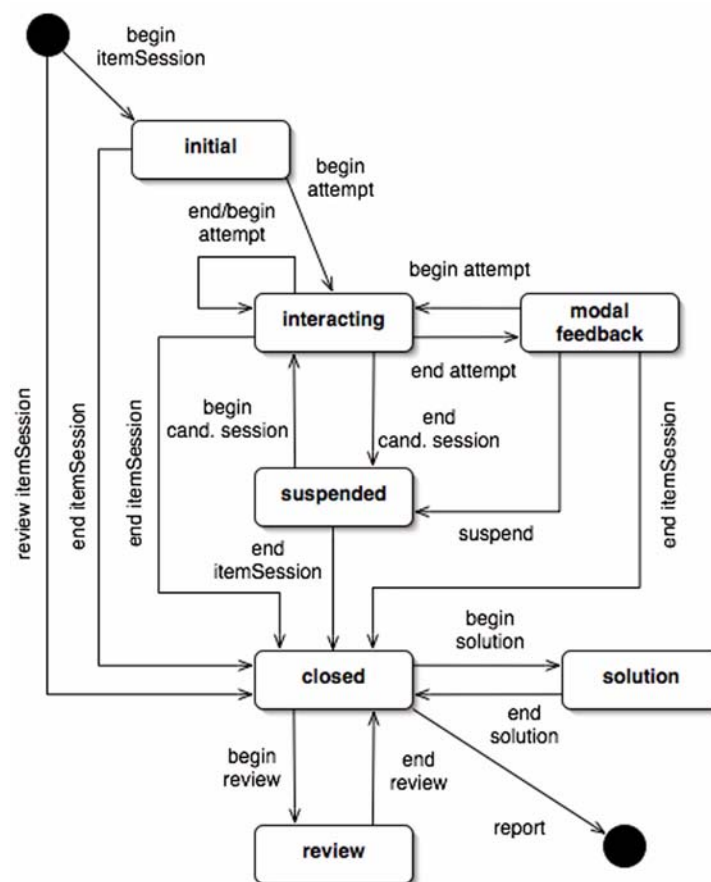 begin
itemSession
initial
begin
attempt
end/begin
attempt
begin attempt
interacting
modal
feedback
end attempt
begin
cand. session
end
cand. session
review itemSession
end itemSession
end itemSession
end itemSession
suspended
suspend
end
itemSession
begin
solution
closed
solution
end
solution
begin
review
end
review
report
review